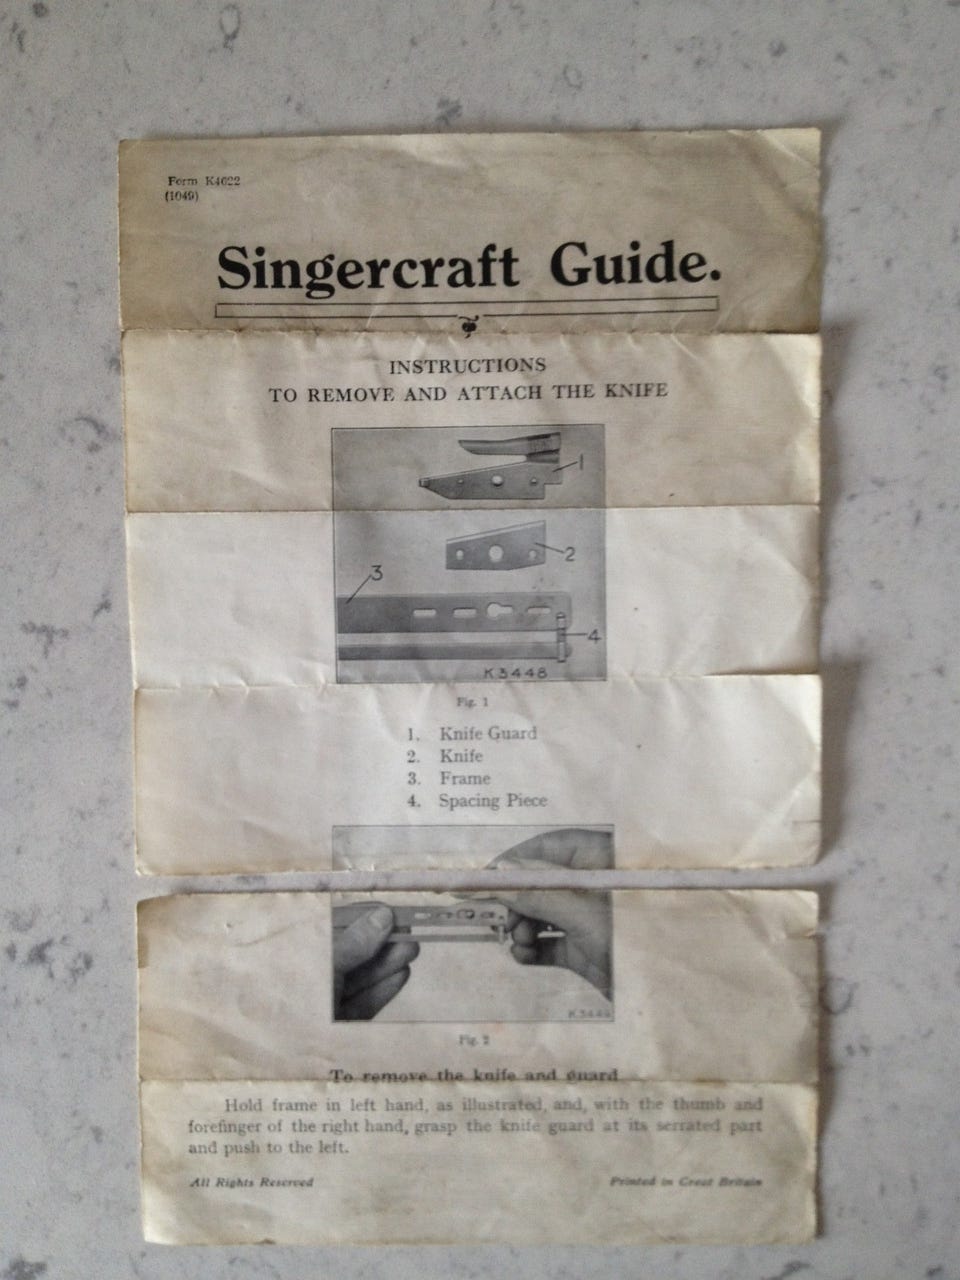 Form K4622
(1049)
Singercraft Guide.
INSTRUCTIONS
TO REMOVE AND ATTACH THE KNIFE
1
2
3
4
K3448
Fig. 1
1. Knife Guard
2. Knife
3. Frame
4. Spacing Piece
K3449
Fig. 2
To remove the knife and guard
Hold frame in left hand, as illustrated, and, with the thumb and
forefinger of the right hand, grasp the knife guard at its serrated part
and push to the left.
All Rights Reserved
Printed in Great Britain